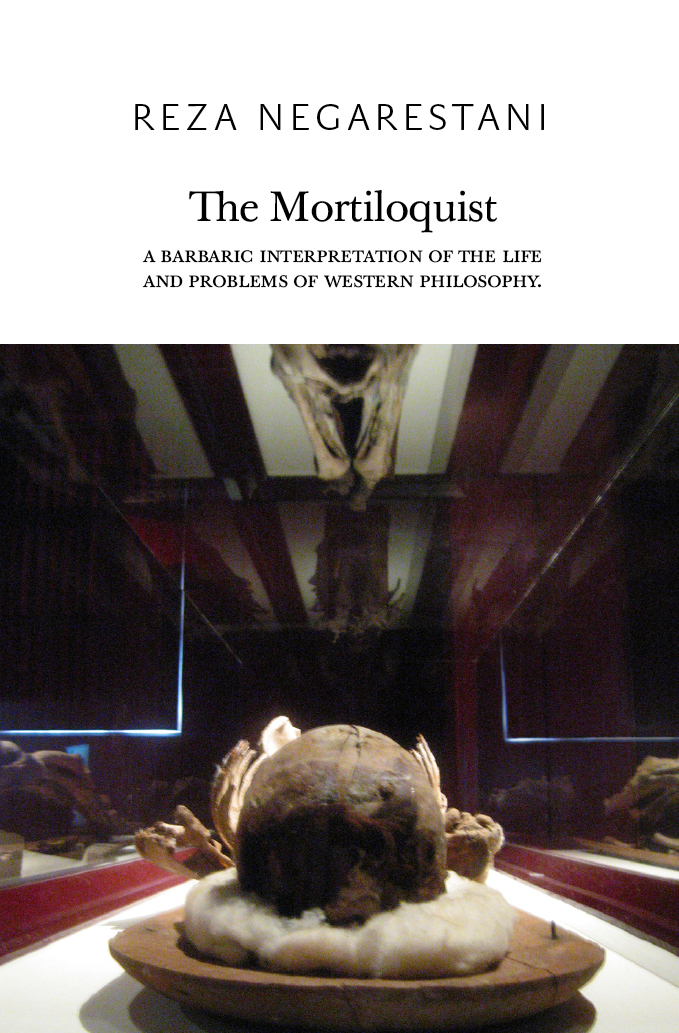 REZA NEGARESTANI
The Mortiloquist
A BARBARIC INTERPRETATION OF THE LIFE
AND PROBLEMS OF WESTERN PHILOSOPHY.